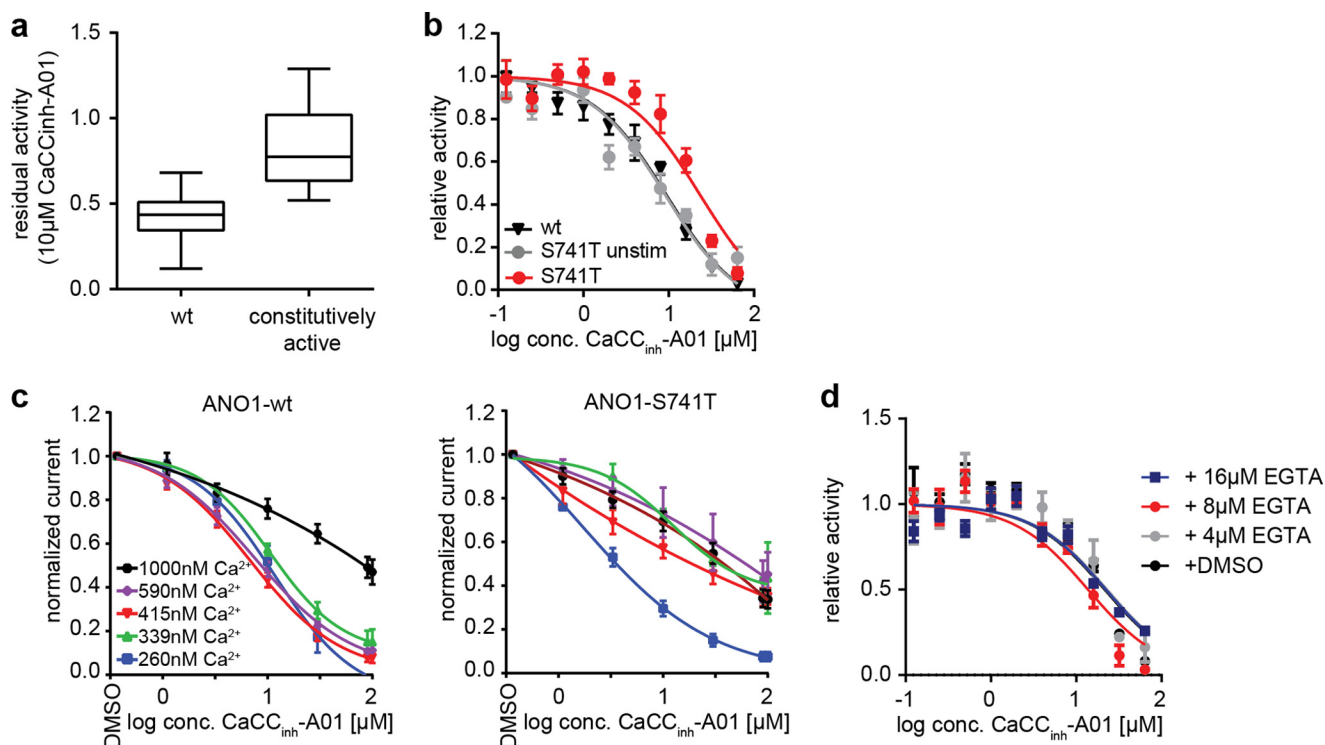 a
residual activity
(10µM CaCCinh-A01)
1.5
1.0
0.5
0.0
wt
constitutively
active
b
relative activity
1.2
1.0
0.8
0.6
0.4
0.2
0.0
wt
S741T unstim
S741T
-1
0
1
2
log conc. CaCCinh-A01 [µM]
c
ANO1-wt
normalized current
1.2
1.0
0.8
0.6
0.4
0.2
0.0
1000nM Ca2+
590nM Ca2+
415nM Ca2+
339nM Ca2+
260nM Ca2+
DMSO
0
1
2
log conc. CaCCinh-A01 [µM]
ANO1-S741T
normalized current
1.2
1.0
0.8
0.6
0.4
0.2
0.0
DMSO
0
1
2
log conc. CaCCinh-A01 [µM]
d
relative activity
1.5
1.0
0.5
0.0
-1
0
1
2
log conc. CaCCinh-A01 [µM]
+ 16µM EGTA
+ 8µM EGTA
+ 4µM EGTA
+DMSO